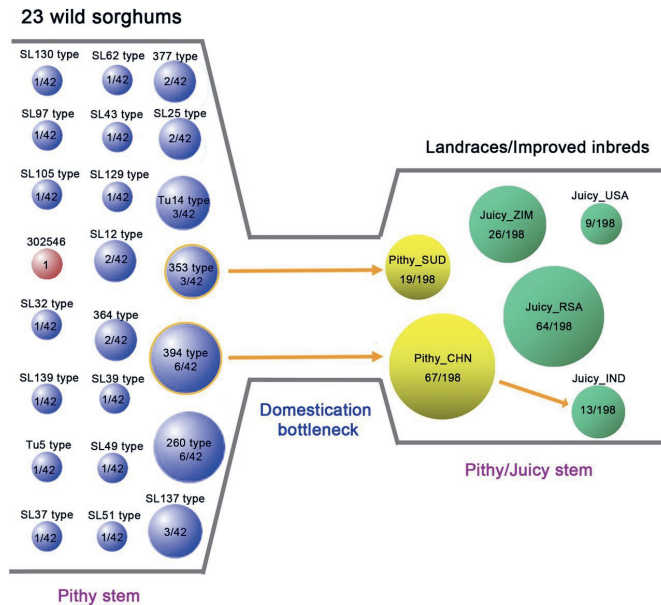 23 wild sorghums
SL130 type
1/42
SL62 type
1/42
377 type
2/42
SL97 type
1/42
SL43 type
1/42
SL25 type
2/42
SL105 type
1/42
SL129 type
1/42
Tu14 type
3/42
302546
1
SL12 type
2/42
353 type
3/42
SL32 type
1/42
364 type
2/42
394 type
6/42
SL139 type
1/42
SL39 type
1/42
260 type
6/42
Tu5 type
1/42
SL49 type
1/42
SL137 type
3/42
SL37 type
1/42
SL51 type
1/42
Pithy stem
Domestication
bottleneck
Landraces/Improved inbreds
Pithy_SUD
19/198
Juicy_ZIM
26/198
Juicy_USA
9/198
Juicy_RSA
64/198
Pithy_CHN
67/198
Juicy_IND
13/198
Pithy/Juicy stem